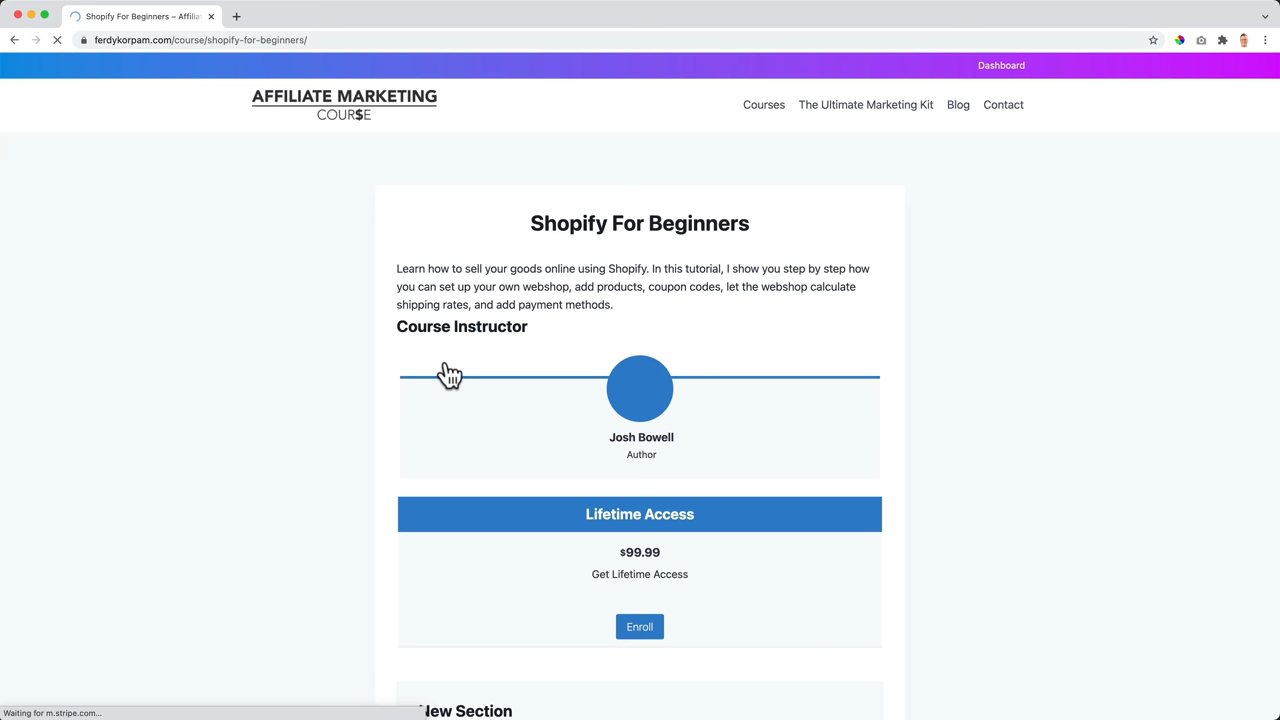 Shopify For Beginners – Affilia
ferdykorpam.com/course/shopify-for-beginners/
Dashboard
AFFILIATE MARKETING
COUR$E
Courses The Ultimate Marketing Kit Blog Contact
Shopify For Beginners
Learn how to sell your goods online using Shopify. In this tutorial, I show you step by step how
you can set up your own webshop, add products, coupon codes, let the webshop calculate
shipping rates, and add payment methods.
Course Instructor
Josh Bowell
Author
Lifetime Access
$99.99
Get Lifetime Access
Enroll
New Section
Waiting for m.stripe.com...